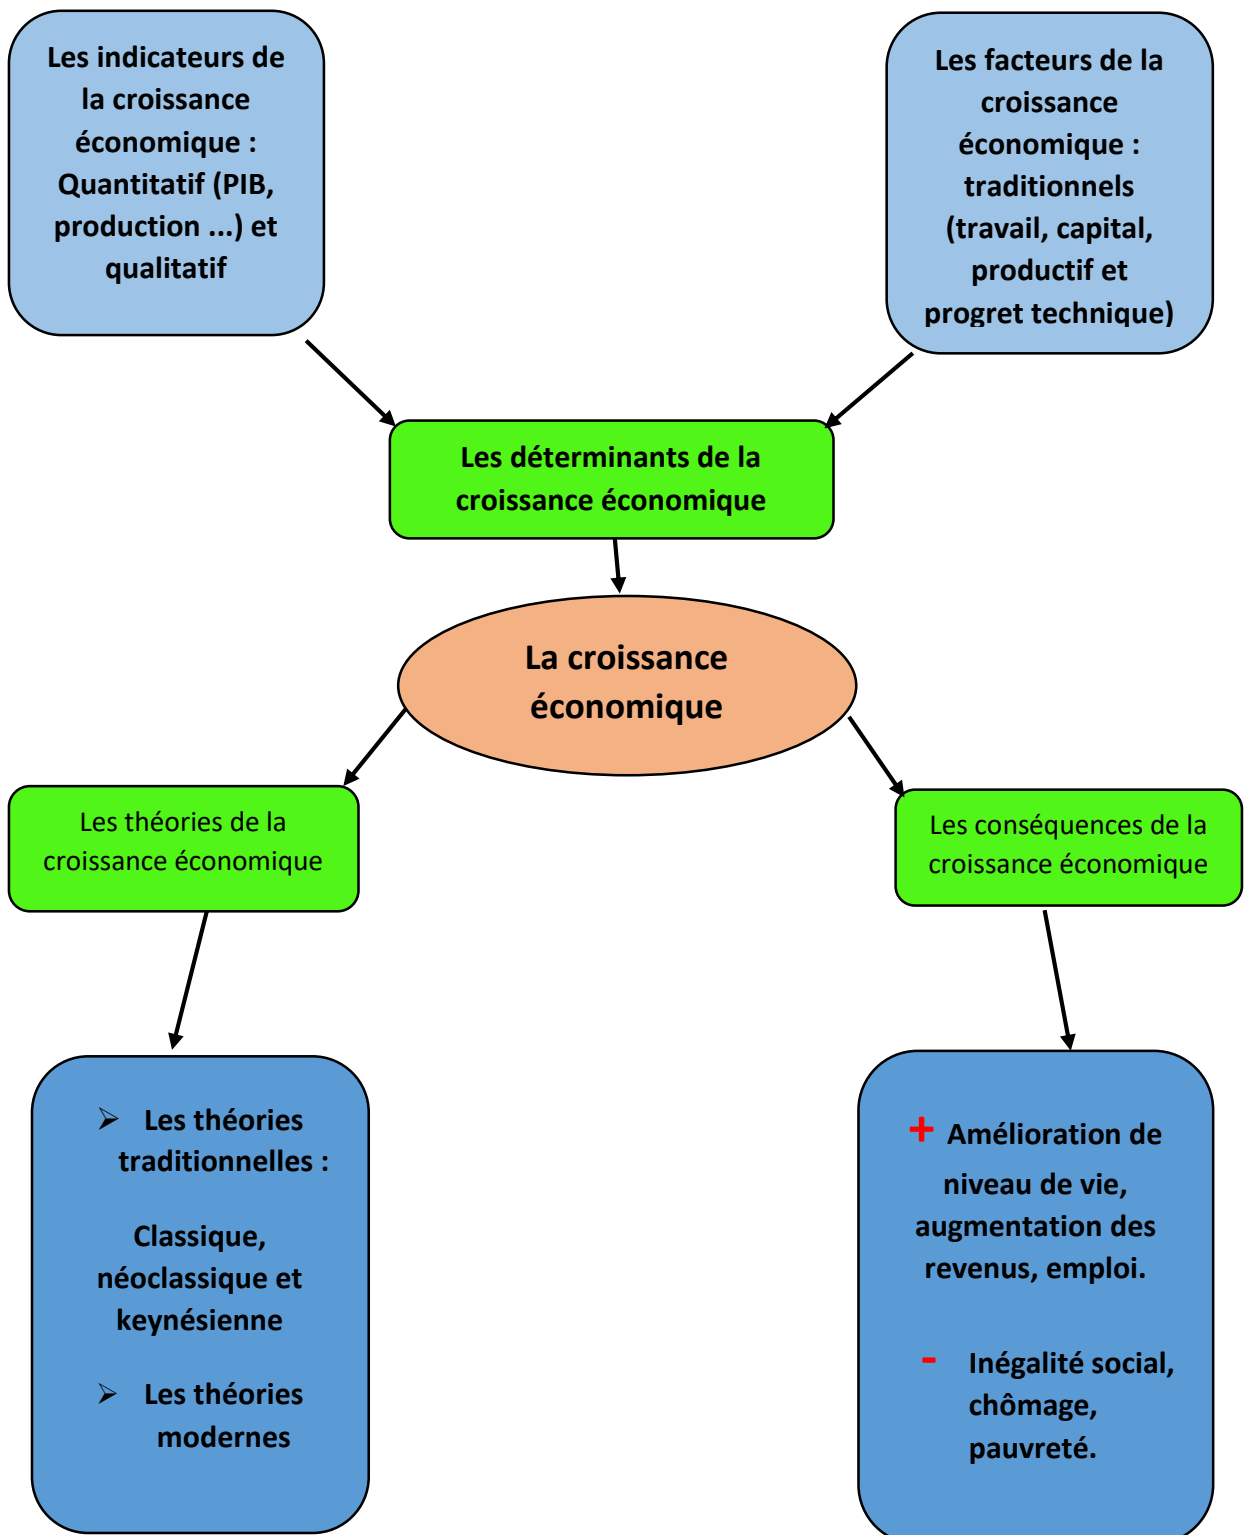 Les indicateurs de
la croissance
économique :
Quantitatif (PIB,
production ...) et
qualitatif
Les facteurs de la
croissance
économique :
traditionnels
(travail, capital,
productif et
progret technique)
Les déterminants de la
croissance économique
La croissance
économique
Les théories de la
croissance économique
Les conséquences de la
croissance économique
➢ Les théories
traditionnelles :
Classique,
néoclassique et
keynésienne
➢ Les théories
modernes
+ Amélioration de
niveau de vie,
augmentation des
revenus, emploi.
- Inégalité social,
chômage,
pauvreté.